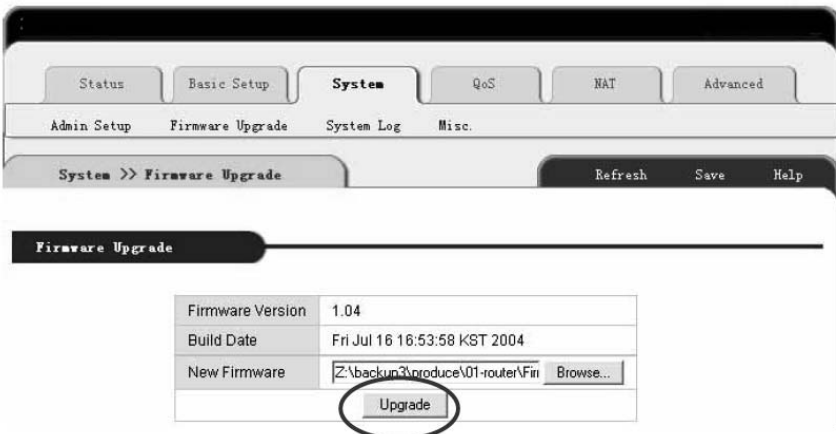 Status Basic Setup System QoS NAT Advanced
Admin Setup Firmware Upgrade System Log Misc.
System >> Firmware Upgrade Refresh Save Help
Firmware Upgrade
Firmware Version 1.04
Build Date Fri Jul 16 16:53:58 KST 2004
New Firmware Z:\backup3\produce\01-router\Fir Browse...
Upgrade